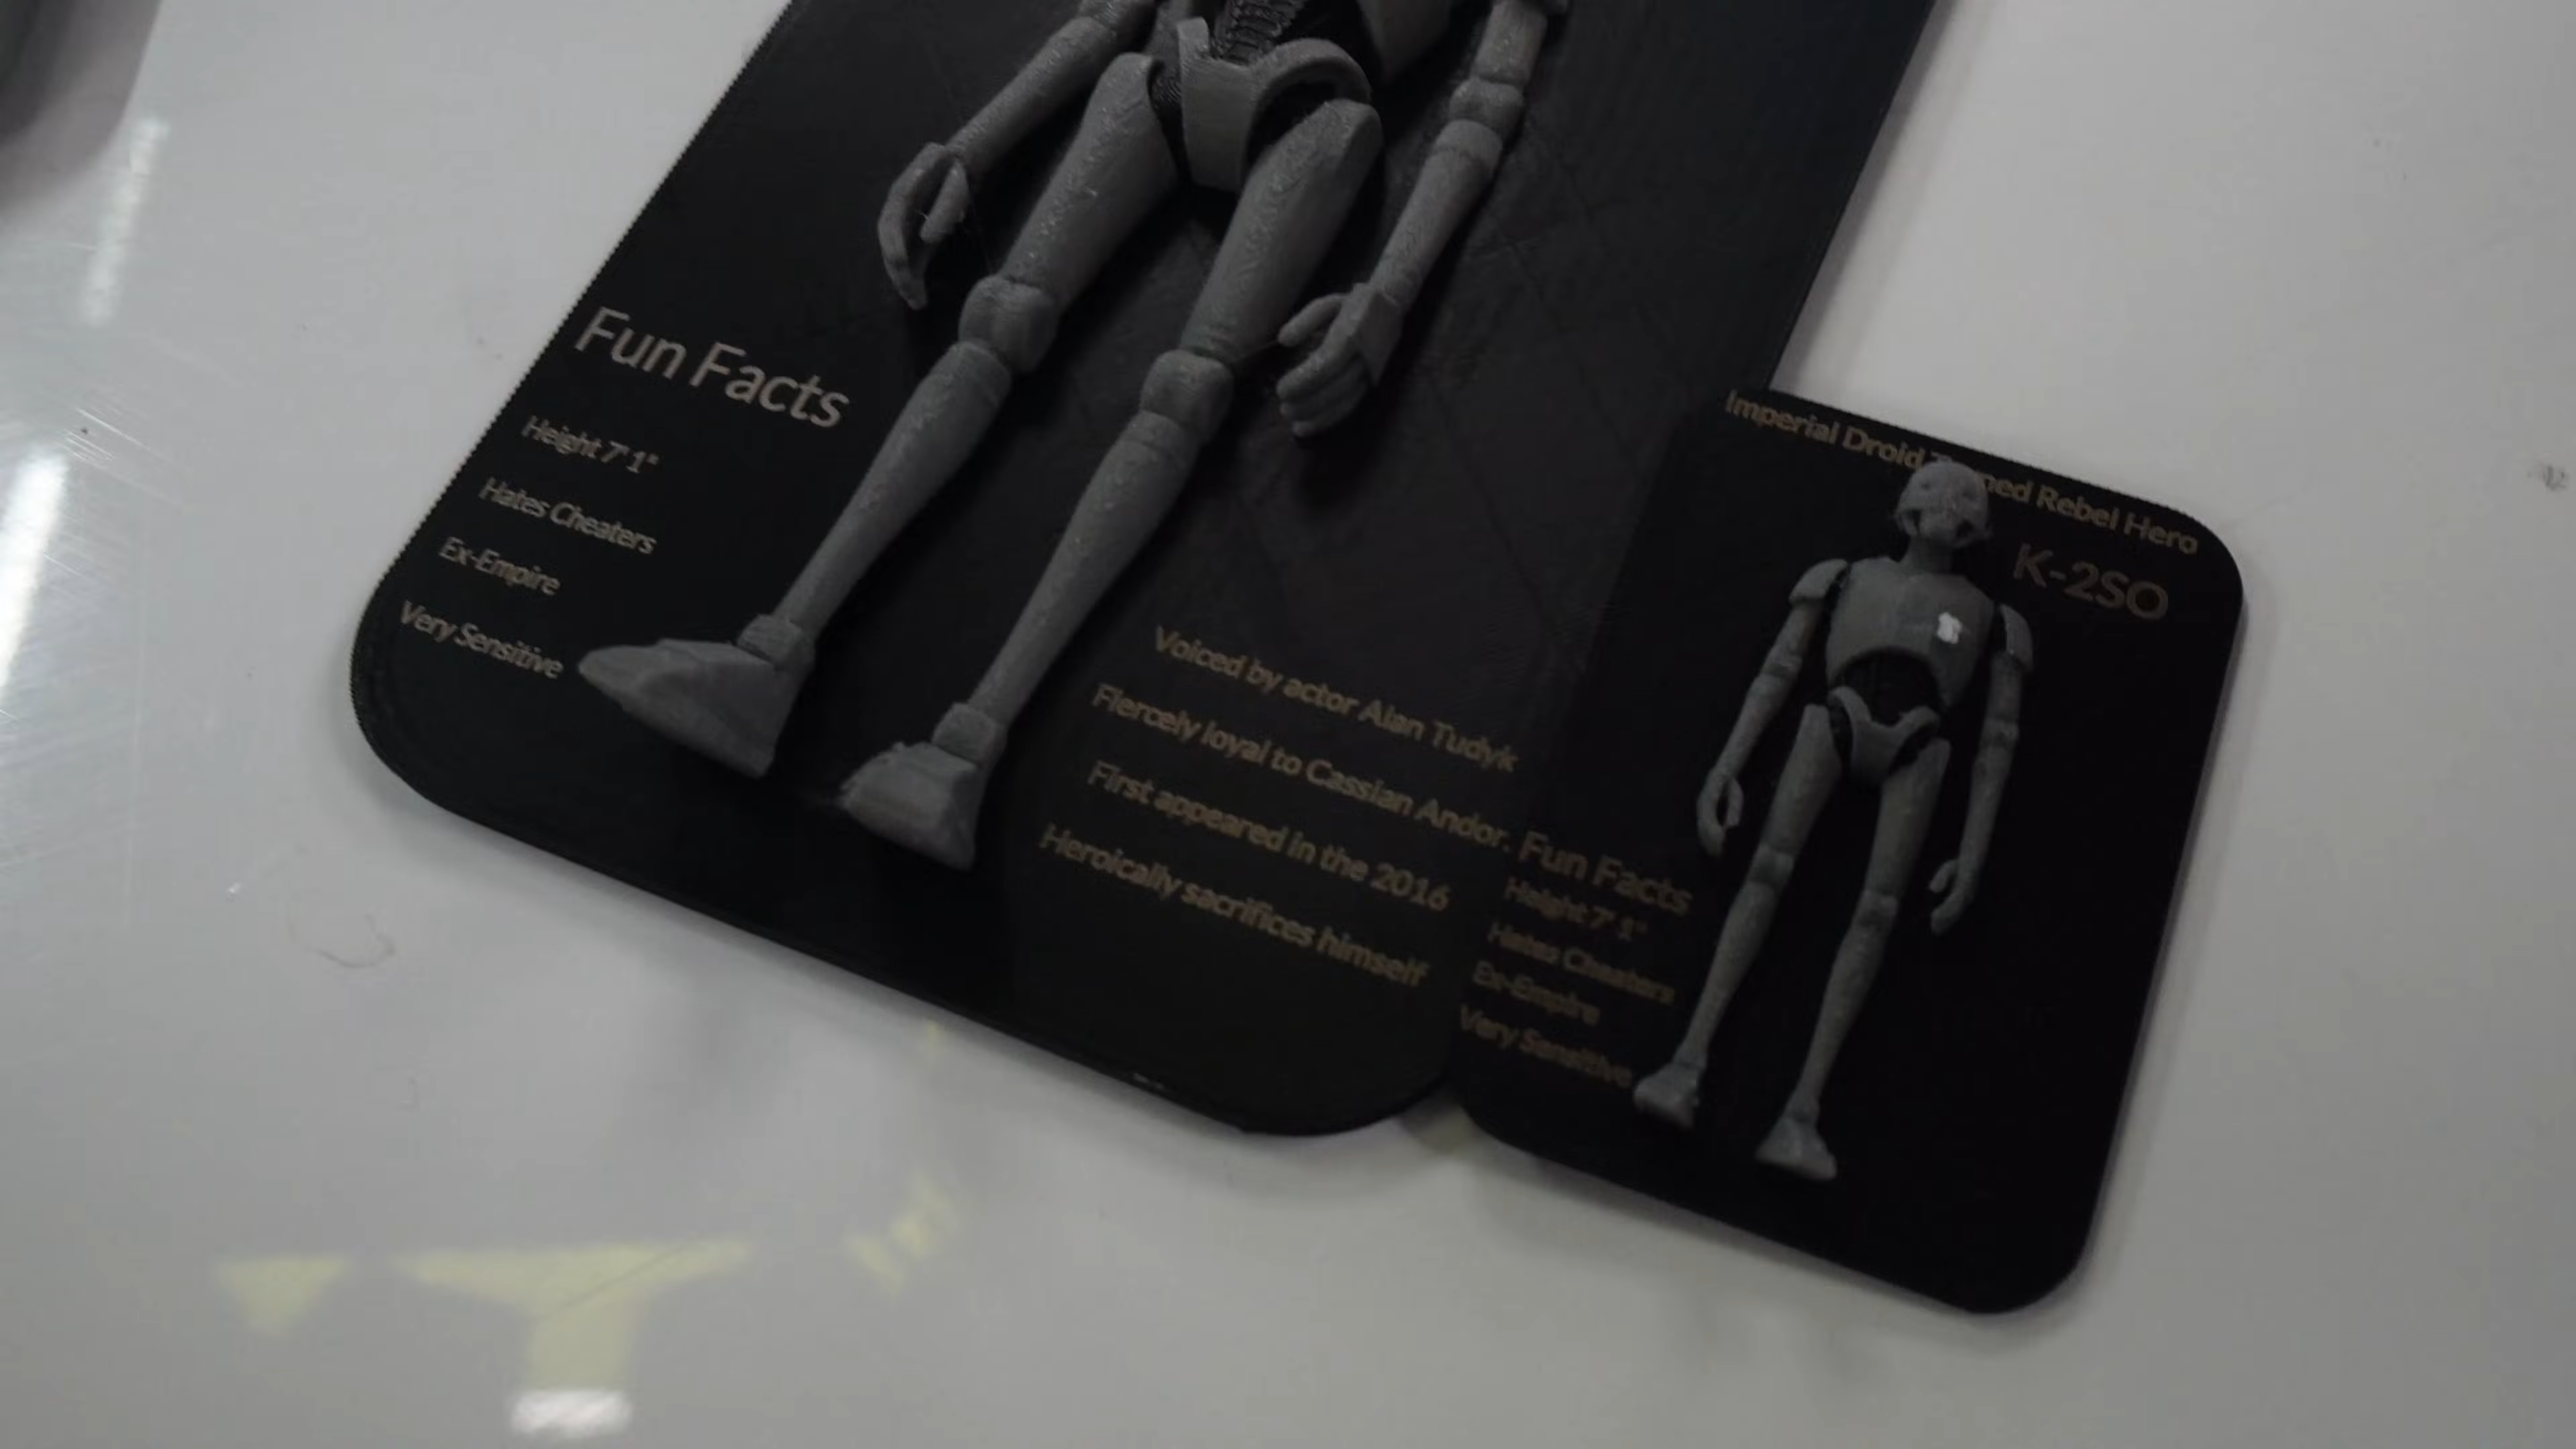 Fun Facts
Height 7' 1"
Hates Cheaters
Ex-Empire
Very Sensitive
Voiced by actor Alan Tudyk
Fiercely loyal to Cassian Andor.
First appeared in the 2016
Heroically sacrifices himself
Imperial Droid Rebel Hero
K-2SO
Fun Facts
Height 7' 1"
Hates Cheaters
Ex-Empire
Very Sensitive